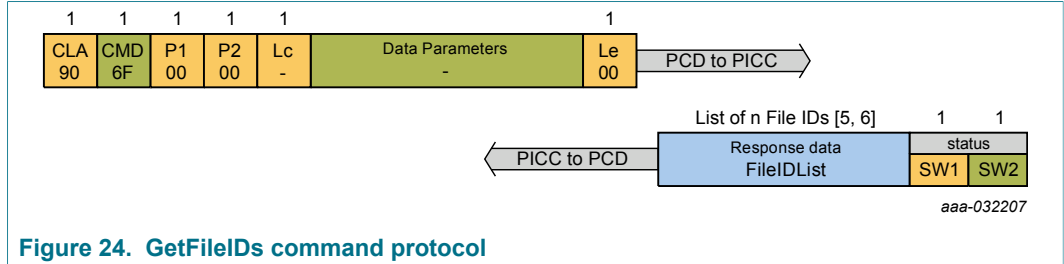 1 1 1 1 1 1
CLA CMD P1 P2 Lc Data Parameters Le
90 6F 00 00 - - 00
PCD to PICC
List of n File IDs [5, 6] 1 1
Response data status
FileIDList SW1 SW2
PICC to PCD
aaa-032207
Figure 24. GetFileIDs command protocol